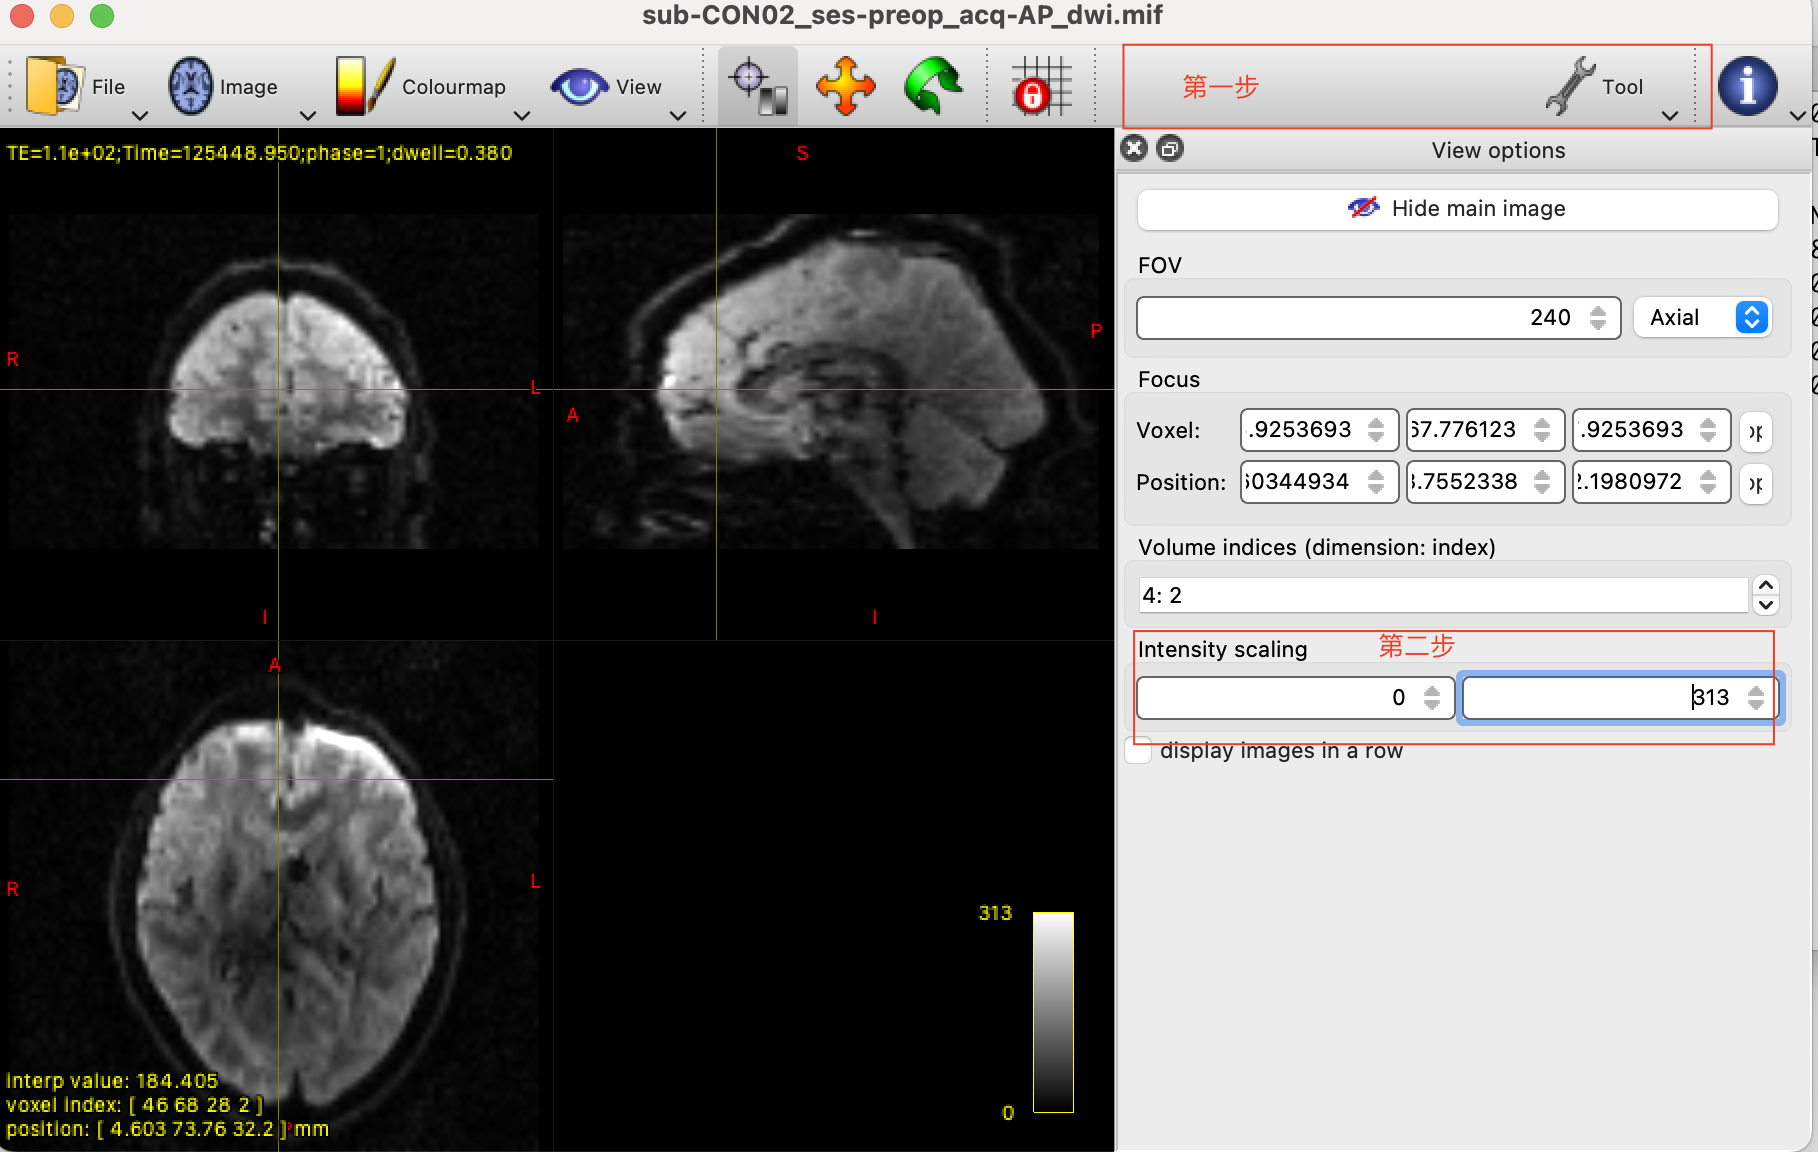 sub-CON02_ses-preop_acq-AP_dwi.mif
File
Image
Colourmap
View
第一步
Tool
TE=1.1e+02;Time=125448.950;phase=1;dwell=0.380
S
R
L
A
P
I
I
A
R
L
313
0
interp value: 184.405
voxel index: [ 46 68 28 2 ]
position: [ 4.603 73.76 32.2 ] mm
View options
Hide main image
FOV
240
Axial
Focus
Voxel:
.9253693
67.776123
.9253693
Position:
60344934
3.7552338
2.1980972
Volume indices (dimension: index)
4: 2
Intensity scaling
第二步
0
313
display images in a row